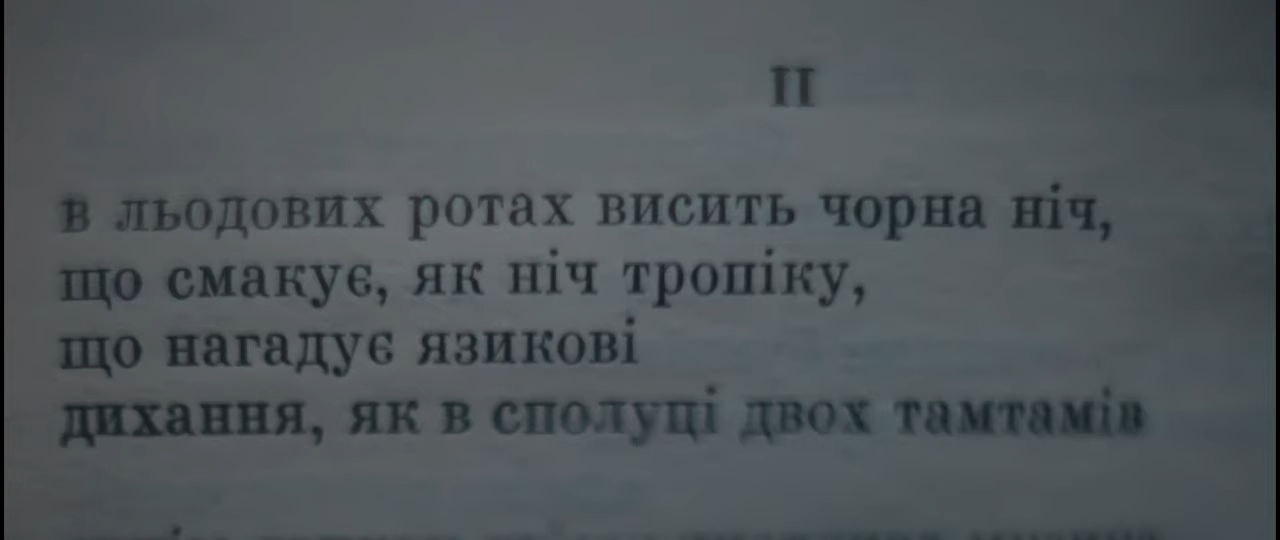 II
в льодових ротах висить чорна ніч,
що смакує, як ніч тропіку,
що нагадує язикові
дихання, як в сполуці двох тамтамів